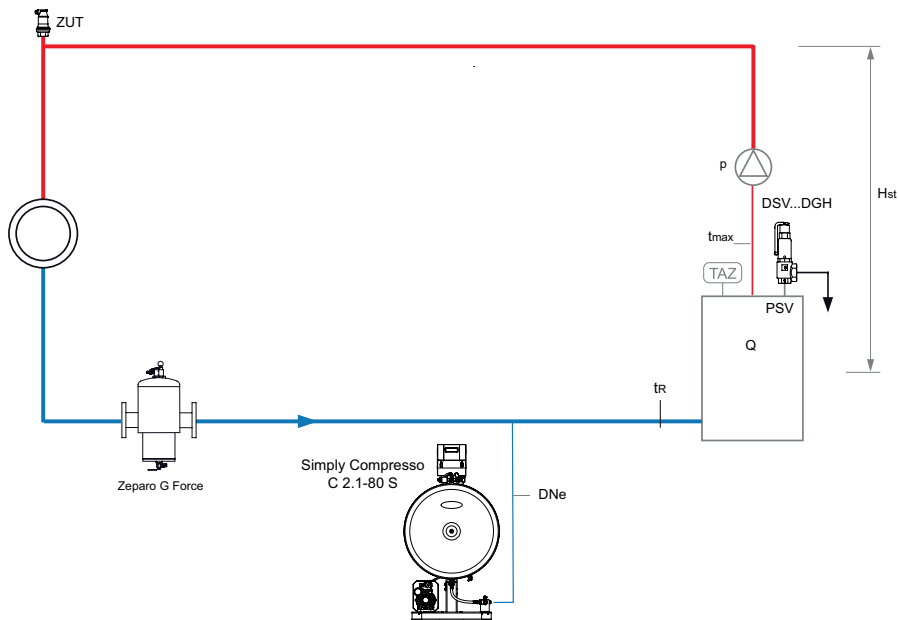 ZUT
p
Hst
DSV...DGH
tmax
TAZ
PSV
Q
tR
Simply Compresso
C 2.1-80 S
DNe
Zeparo G Force